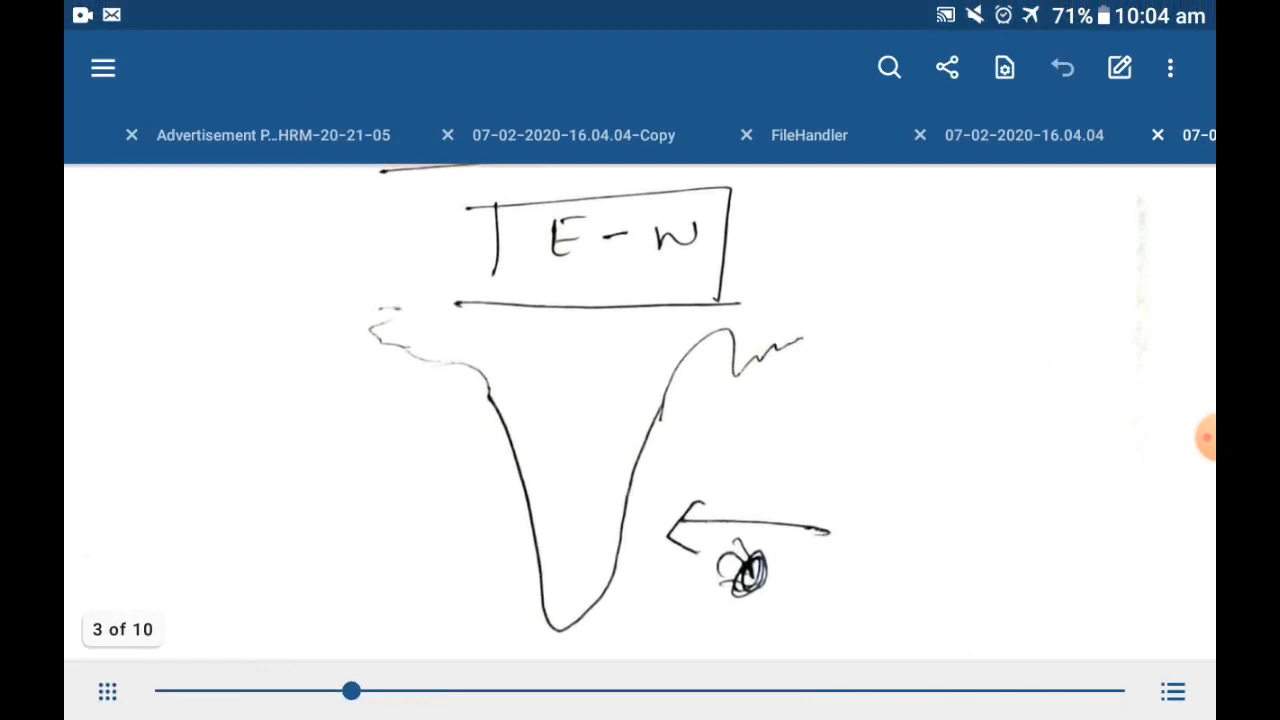 71% 10:04 am
Advertisement P...HRM-20-21-05 07-02-2020-16.04.04-Copy FileHandler 07-02-2020-16.04.04 07-0
E - W
3 of 10